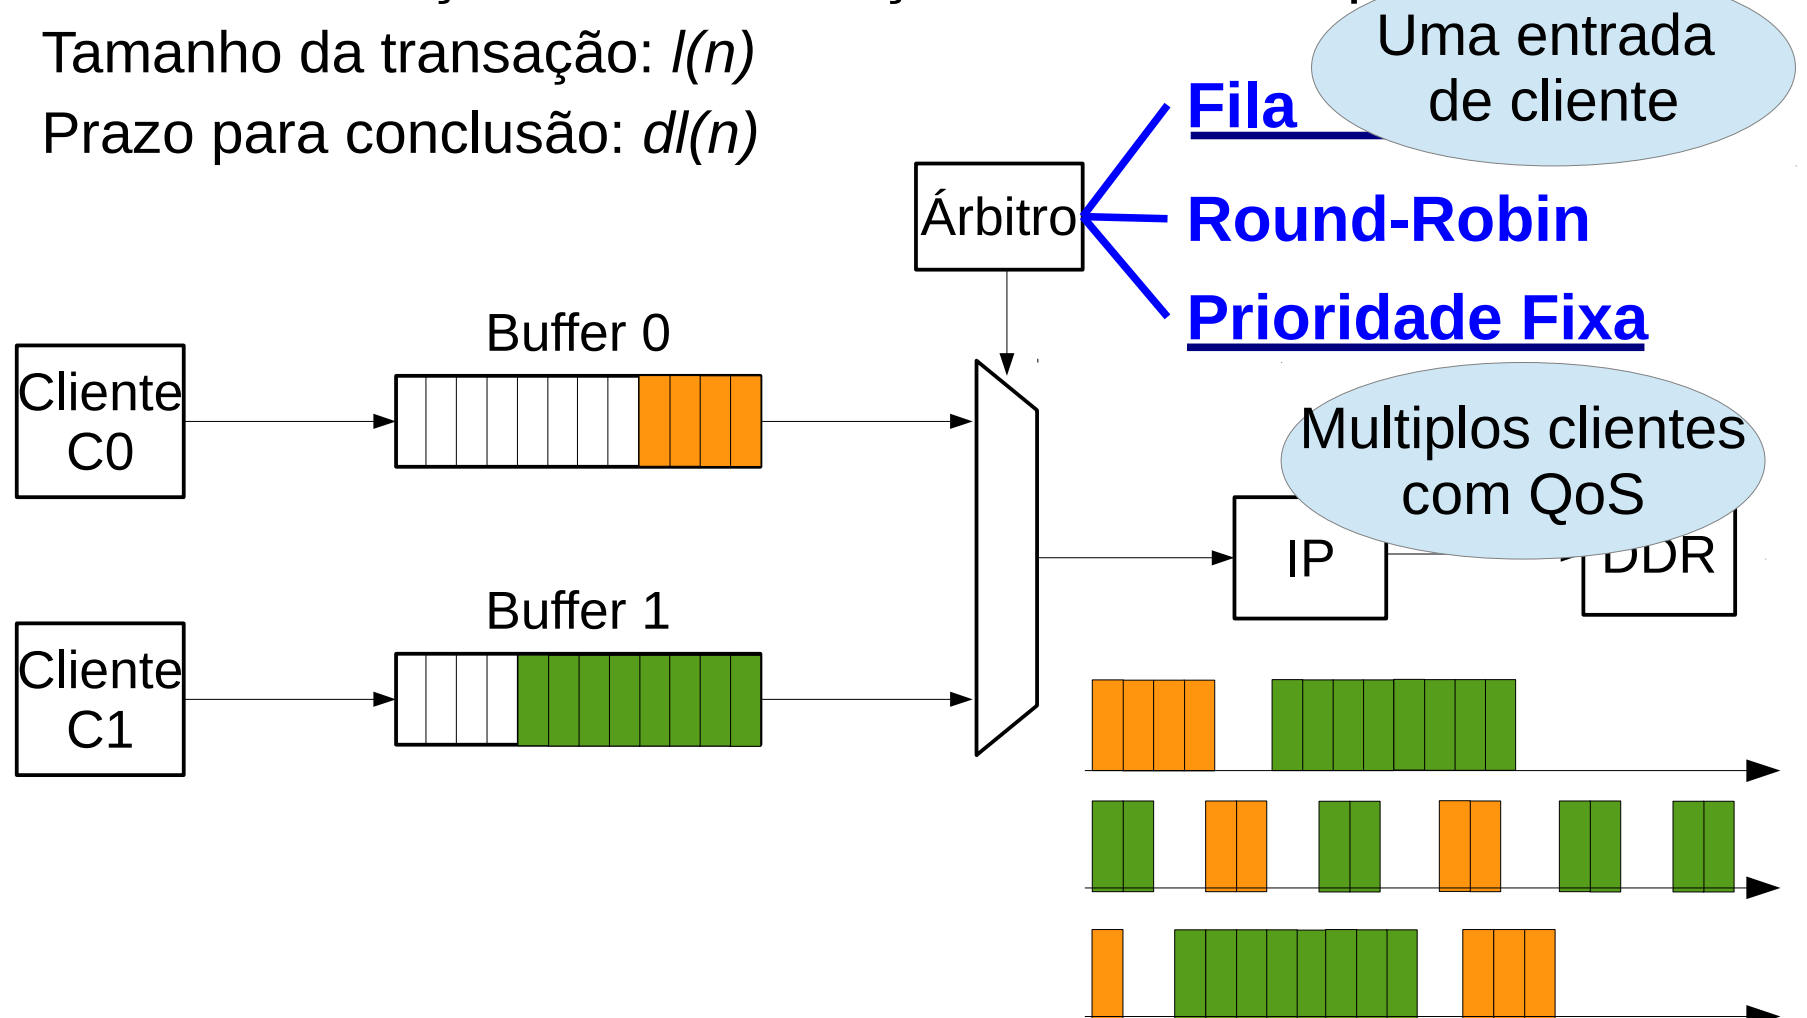 Tamanho da transação: l(n)
Prazo para conclusão: dl(n)
Uma entrada
de cliente
Fila
Árbitro
Round-Robin
Prioridade Fixa
Buffer 0
Cliente
C0
Multiplos clientes
com QoS
IP
DDR
Buffer 1
Cliente
C1